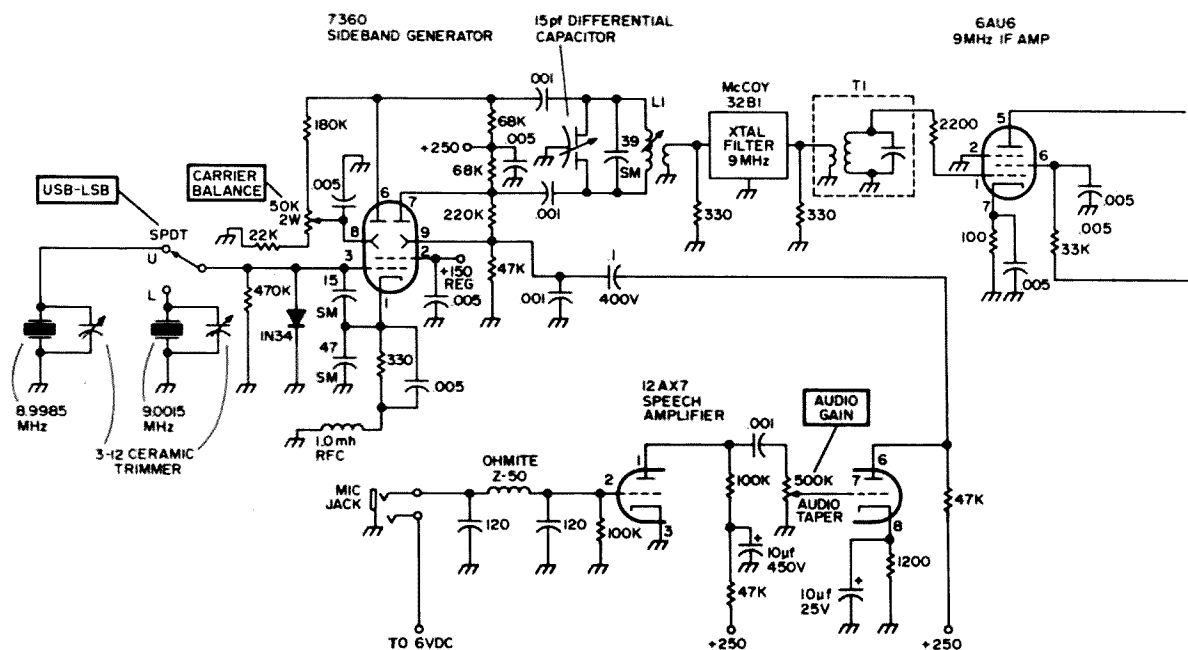 7360
SIDEBAND GENERATOR
15pf DIFFERENTIAL
CAPACITOR
6AU6
9MHz IF AMP
.001
L1
McCOY
32B1
T1
180K
68K
.005
+250
68K
39
SM
XTAL
FILTER
9MHz
2200
5
2
1
6
7
USB-LSB
CARRIER
BALANCE
.005
50K
2W
22K
6
7
8
9
3
2
1
220K
.001
330
330
100
.005
.005
.005
33K
SPDT
U
L
+150
REG
.005
47K
.001
1
400V
470K
15
SM
1N34
47
SM
330
.005
8.9985
MHz
9.0015
MHz
3-12 CERAMIC
TRIMMER
1.0mh
RFC
12AX7
SPEECH
AMPLIFIER
.001
AUDIO
GAIN
OHMITE
Z-50
1
2
3
100K
500K
AUDIO
TAPER
6
7
8
47K
MIC
JACK
120
120
100K
10µf
450V
47K
1200
10µf
25V
+
+
TO 6VDC
+250
+250